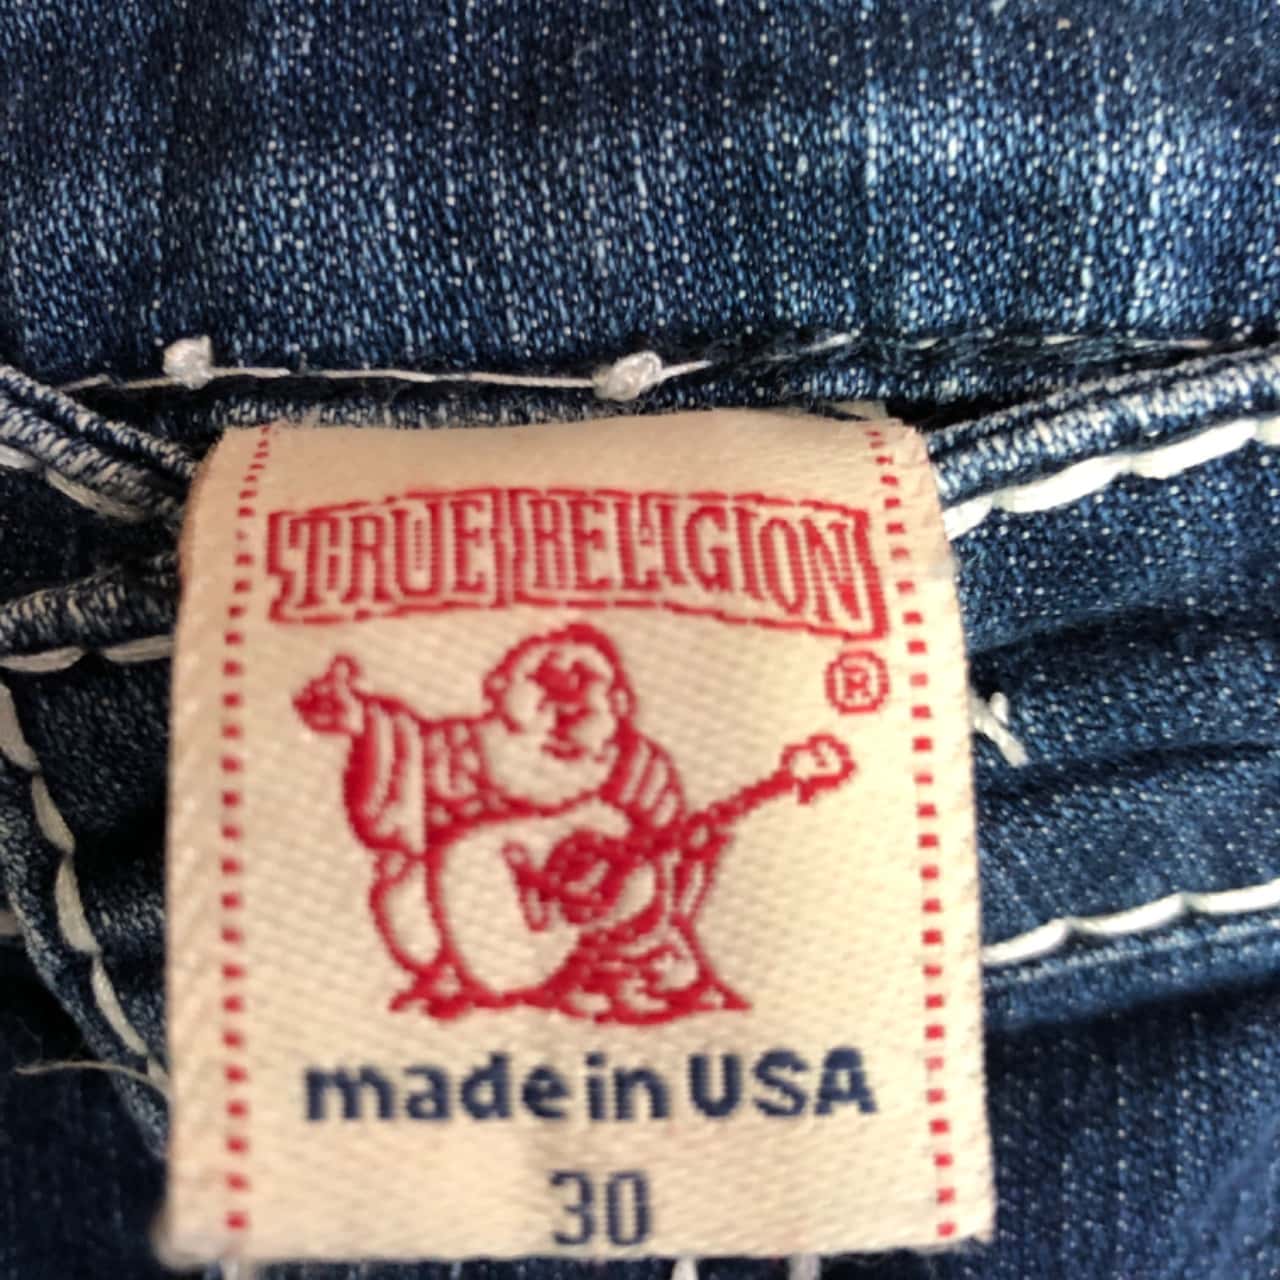 TRUE RELIGION
®
made in USA
30